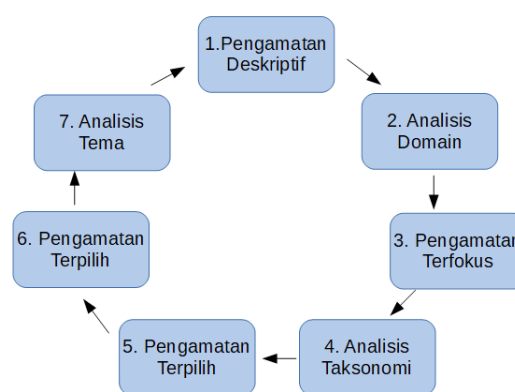 1.Pengamatan
Deskriptif
2. Analisis
Domain
3. Pengamatan
Terfokus
4. Analisis
Taksonomi
5. Pengamatan
Terpilih
6. Pengamatan
Terpilih
7. Analisis
Tema